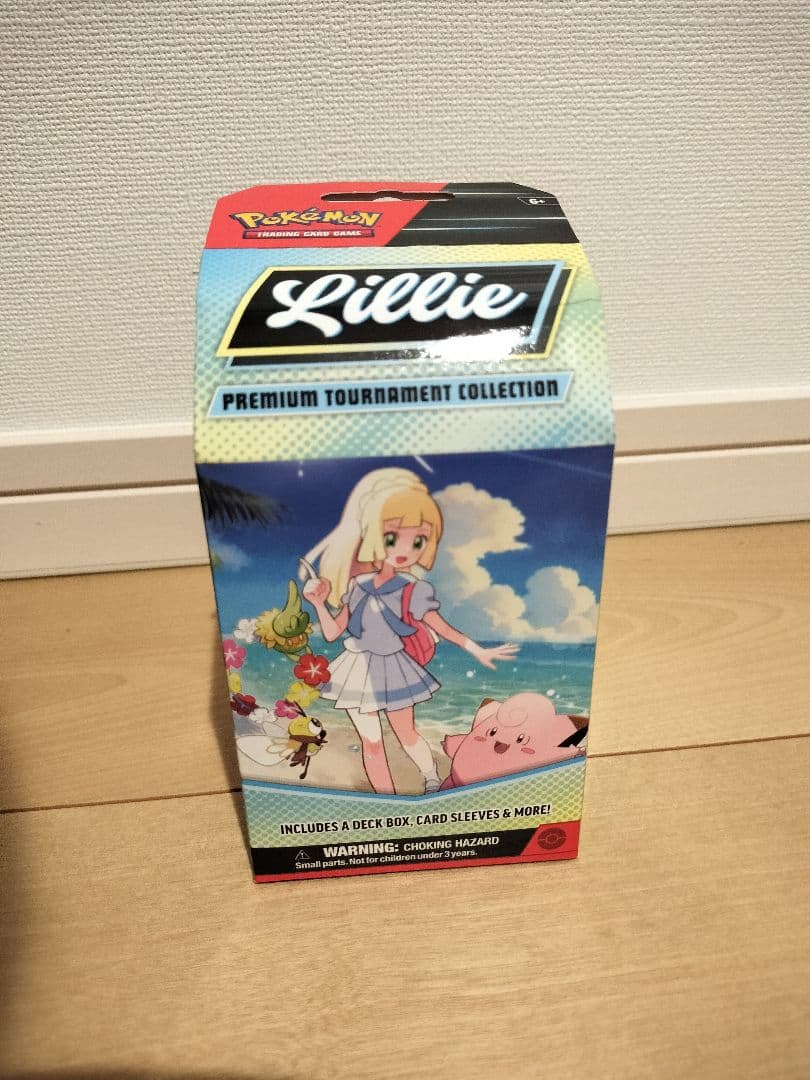 6+
POKéMON
TRADING CARD GAME
Lillie
PREMIUM TOURNAMENT COLLECTION
INCLUDES A DECK BOX, CARD SLEEVES & MORE!
WARNING: CHOKING HAZARD
Small parts. Not for children under 3 years.